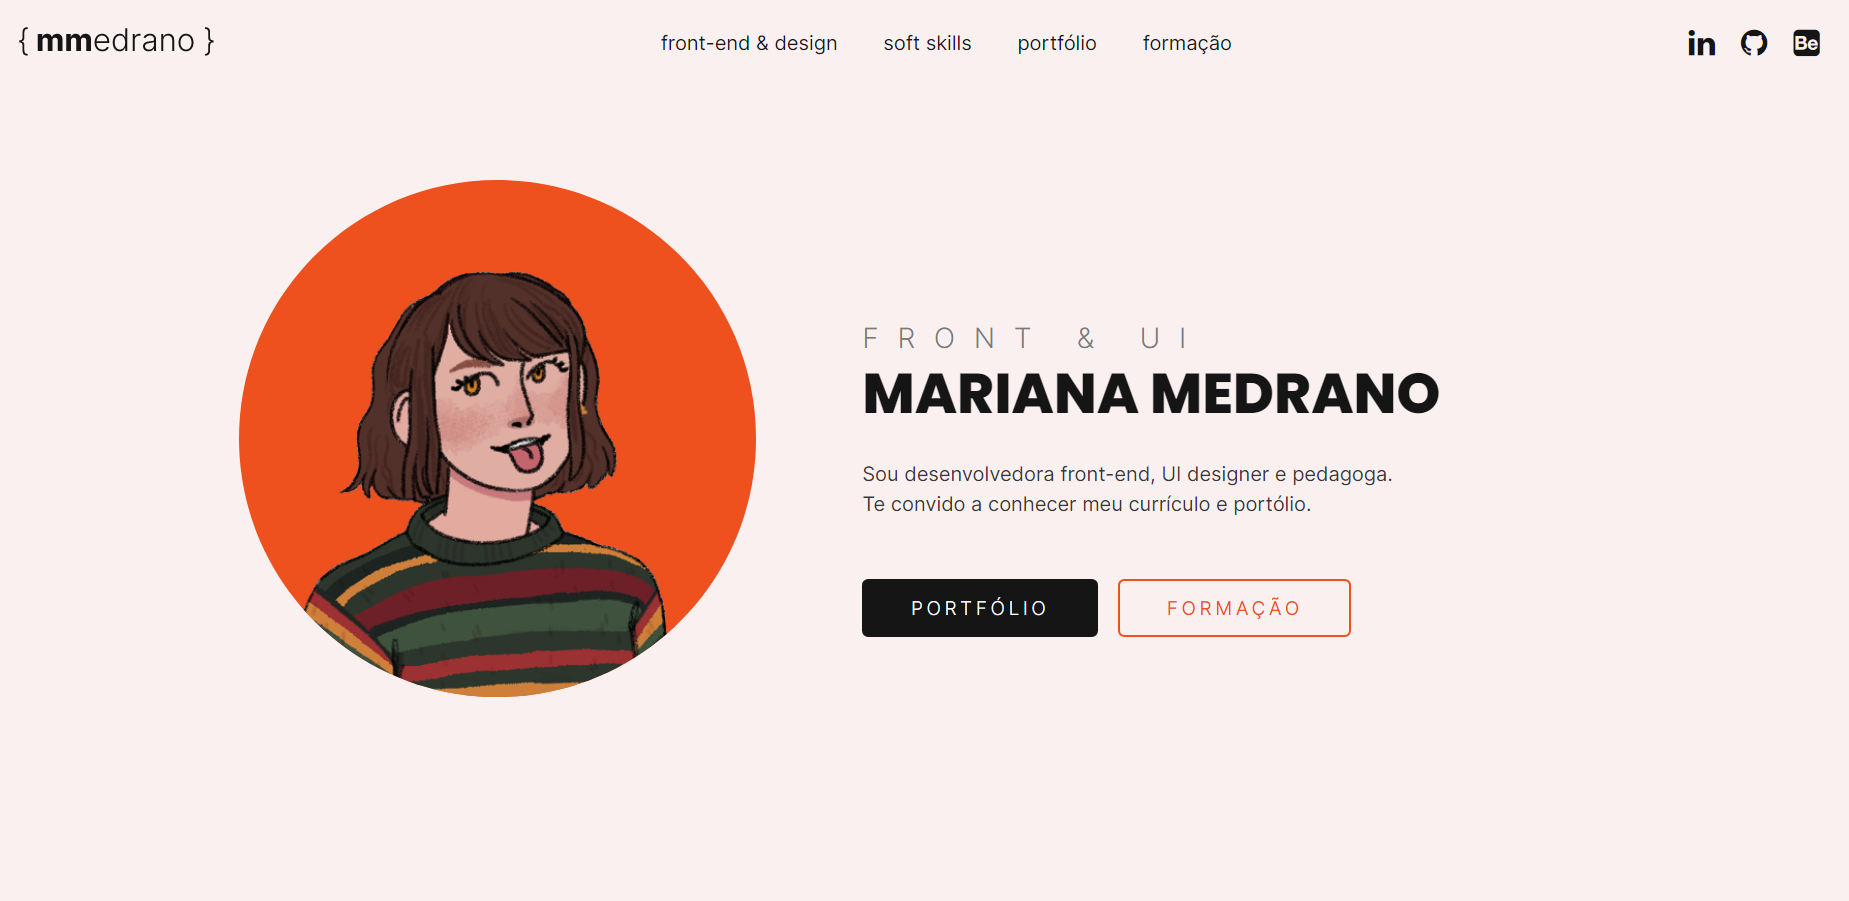 { mmedrano }
front-end & design
soft skills
portfólio
formação
in
Be
FRONT & UI
MARIANA MEDRANO
Sou desenvolvedora front-end, UI designer e pedagoga.
Te convido a conhecer meu currículo e portólio.
PORTFÓLIO
FORMAÇÃO